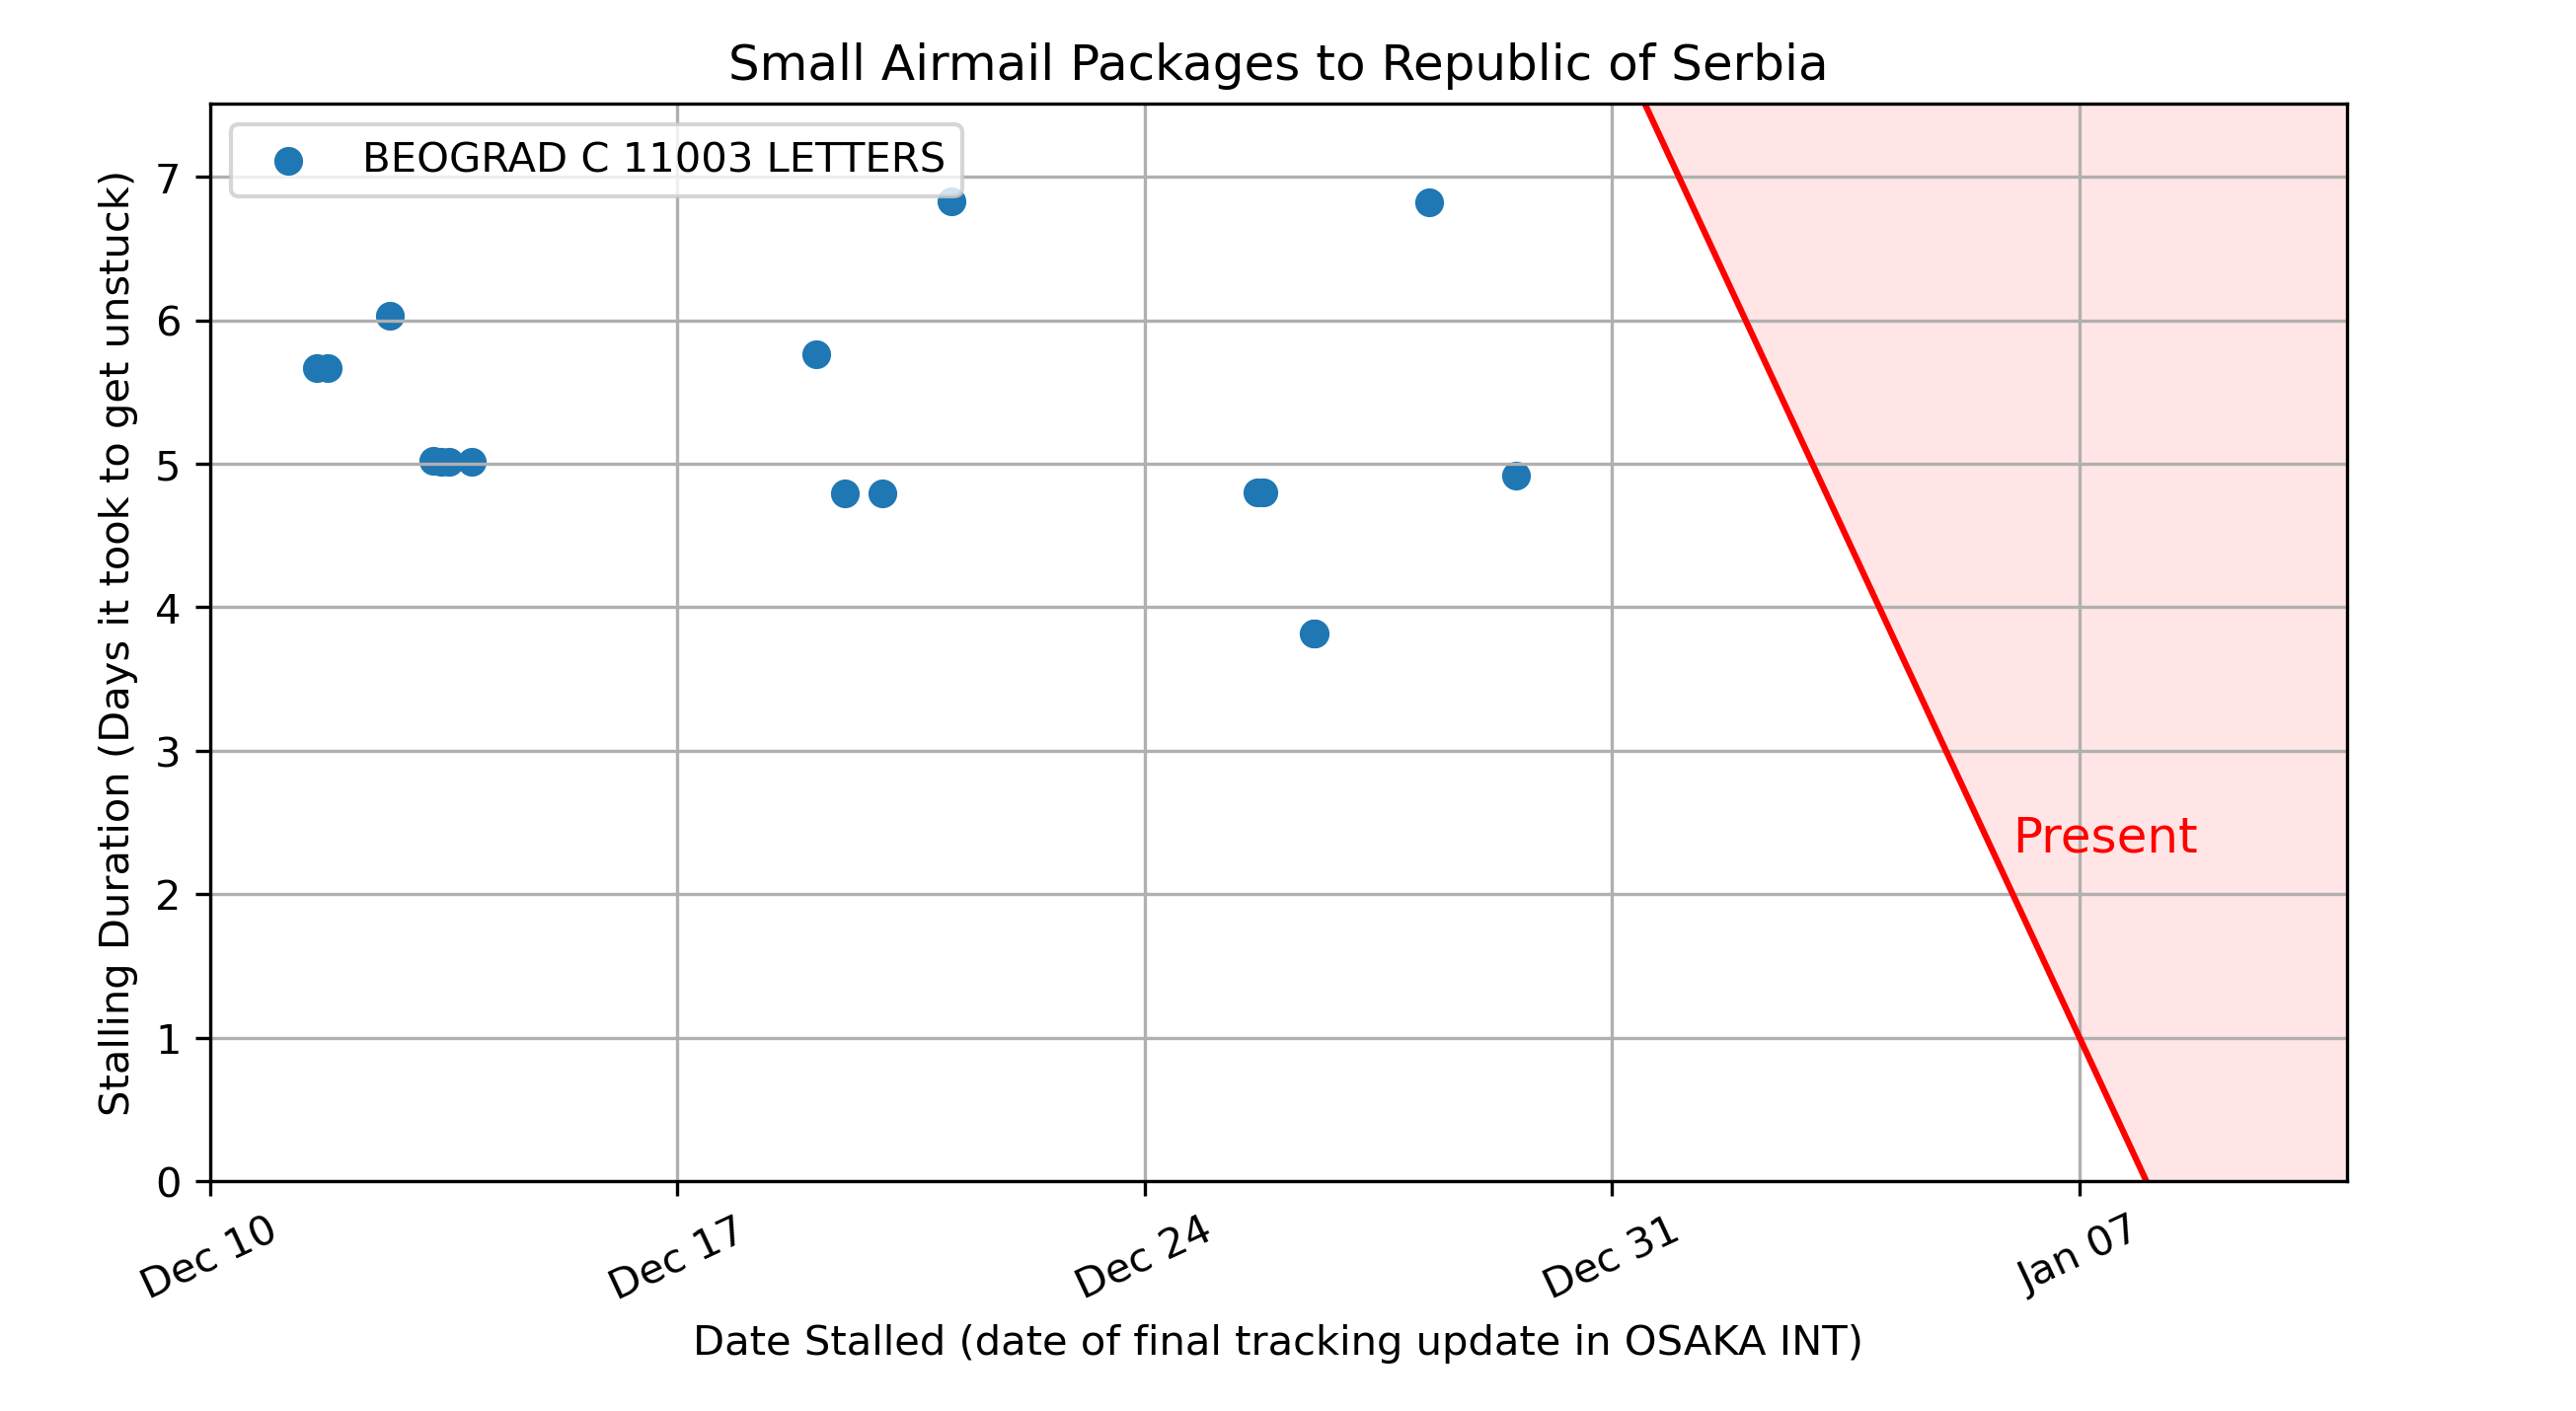 Small Airmail Packages to Republic of Serbia
BEOGRAD C 11003 LETTERS
Stalling Duration (Days it took to get unstuck)
7
6
5
4
3
2
1
0
Present
Dec 10
Dec 17
Dec 24
Dec 31
Jan 07
Date Stalled (date of final tracking update in OSAKA INT)